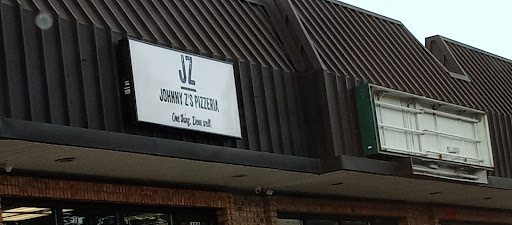 JZ
JOHNNY Z'S PIZZERIA
One thing. Done well.